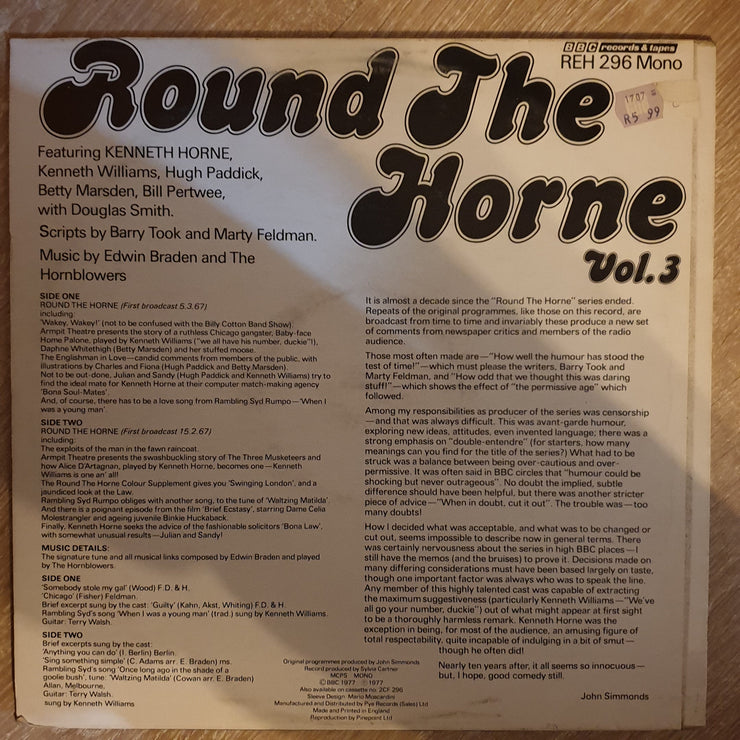 BBC records & tapes
REH 296 Mono
Round The
Horne
Vol. 3
1707 S
R5 99
Featuring KENNETH HORNE,
Kenneth Williams, Hugh Paddick,
Betty Marsden, Bill Pertwee,
with Douglas Smith.
Scripts by Barry Took and Marty Feldman.
Music by Edwin Braden and The
Hornblowers
SIDE ONE
ROUND THE HORNE (First broadcast 5.3.67)
including:
'Wakey, Wakey!' (not to be confused with the Billy Cotton Band Show).
Armpit Theatre presents the story of a ruthless Chicago gangster, Baby-face
Horne Palone, played by Kenneth Williams ("we all have his number, duckie"!),
Daphne Whitethigh (Betty Marsden) and her stuffed moose.
The Englishman in Love—candid comments from members of the public, with
illustrations by Charles and Fiona (Hugh Paddick and Betty Marsden).
Not to be out-done, Julian and Sandy (Hugh Paddick and Kenneth Williams) try to
find the ideal mate for Kenneth Horne at their computer match-making agency
'Bona Soul-Mates'.
And, of course, there has to be a love song from Rambling Syd Rumpo—'When I
was a young man'.
SIDE TWO
ROUND THE HORNE (First broadcast 15.2.67)
including:
The exploits of the man in the fawn raincoat.
Armpit Theatre presents the swashbuckling story of The Three Musketeers and
how Alice D'Artagnan, played by Kenneth Horne, becomes one—Kenneth
Williams is one an' all!
The Round The Horne Colour Supplement gives you 'Swinging London', and a
jaundiced look at the Law.
Rambling Syd Rumpo obliges with another song, to the tune of 'Waltzing Matilda'.
And there is a poignant episode from the film 'Brief Ecstasy', starring Dame Celia
Molestrangler and ageing juvenile Binkie Huckaback.
Finally, Kenneth Horne seeks the advice of the fashionable solicitors 'Bona Law',
with somewhat unusual results—Julian and Sandy!
MUSIC DETAILS:
The signature tune and all musical links composed by Edwin Braden and played
by The Hornblowers.
SIDE ONE
'Somebody stole my gal' (Wood) F.D. & H.
'Chicago' (Fisher) Feldman.
Brief excerpt sung by the cast: 'Guilty' (Kahn, Akst, Whiting) F.D. & H.
Rambling Syd's song 'When I was a young man' (trad.) sung by Kenneth Williams.
Guitar: Terry Walsh.
SIDE TWO
Brief excerpts sung by the cast:
'Anything you can do' (I. Berlin) Berlin.
'Sing something simple' (C. Adams arr. E. Braden) ms.
Rambling Syd's song 'Once long ago in the shade of a
goolie bush', tune: 'Waltzing Matilda' (Cowan arr. E. Braden)
Allan, Melbourne.
Guitar: Terry Walsh.
sung by Kenneth Williams
Original programmes produced by John Simmonds
Record produced by Sylvia Cartner
MCPS MONO
© BBC 1977 ℗ 1977
Also available on cassette no. ZCF 296
Sleeve Design: Mario Moscardini
Manufactured and Distributed by Pye Records (Sales) Ltd
Made and Printed in England
Reproduction by Pinepoint Ltd
It is almost a decade since the "Round The Horne" series ended.
Repeats of the original programmes, like those on this record, are
broadcast from time to time and invariably these produce a new set
of comments from newspaper critics and members of the radio
audience.
Those most often made are—"How well the humour has stood the
test of time!"—which must please the writers, Barry Took and
Marty Feldman, and "How odd that we thought this was daring
stuff!"—which shows the effect of "the permissive age" which
followed.
Among my responsibilities as producer of the series was censorship
—and that was always difficult. This was avant-garde humour,
exploring new ideas, attitudes, even invented language; there was a
strong emphasis on "double-entendre" (for starters, how many
meanings can you find for the title of the series?) What had to be
struck was a balance between being over-cautious and over-
permissive. It was often said in BBC circles that "humour could be
shocking but never outrageous". No doubt the implied, subtle
difference should have been helpful, but there was another stricter
piece of advice—"When in doubt, cut it out". The trouble was—too
many doubts!
How I decided what was acceptable, and what was to be changed or
cut out, seems impossible to describe now in general terms. There
was certainly nervousness about the series in high BBC places—I
still have the memos (and the bruises) to prove it. Decisions made on
many differing considerations must have been based largely on taste,
though one important factor was always who was to speak the line.
Any member of this highly talented cast was capable of extracting
the maximum suggestiveness (particularly Kenneth Williams—"We've
all go your number, duckie") out of what might appear at first sight
to be a thoroughly harmless remark. Kenneth Horne was the
exception in being, for most of the audience, an amusing figure of
total respectability, quite incapable of indulging in a bit of smut—
though he often did!
Nearly ten years after, it all seems so innocuous—
but, I hope, good comedy still.
John Simmonds